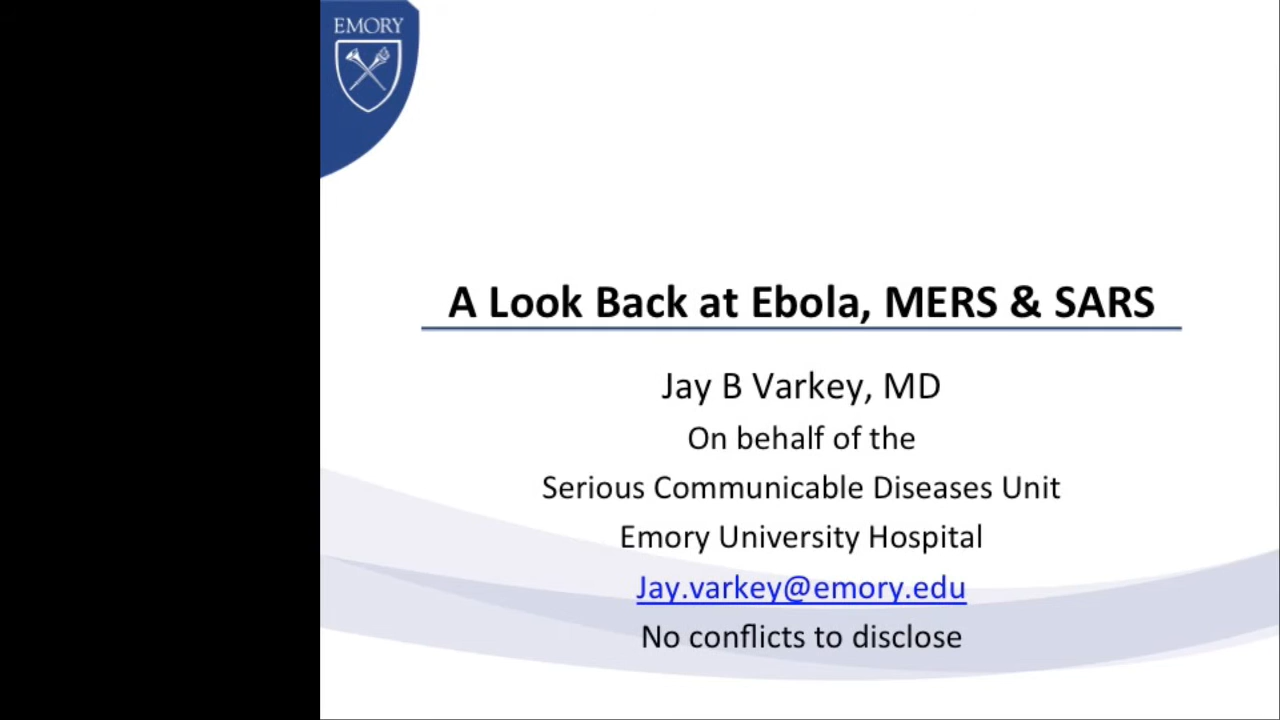 EMORY
A Look Back at Ebola, MERS & SARS
Jay B Varkey, MD
On behalf of the
Serious Communicable Diseases Unit
Emory University Hospital
Jay.varkey@emory.edu
No conflicts to disclose